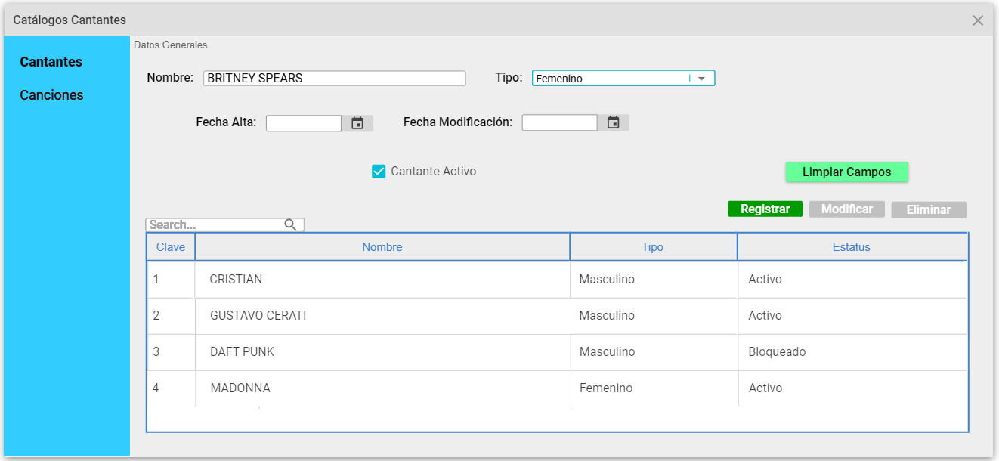 Catálogos Cantantes
Cantantes
Canciones
Datos Generales.
Nombre: BRITNEY SPEARS Tipo: Femenino
Fecha Alta: Fecha Modificación:
Cantante Activo
Limpiar Campos
Registrar Modificar Eliminar
Search...
Clave Nombre Tipo Estatus
1 CRISTIAN Masculino Activo
2 GUSTAVO CERATI Masculino Activo
3 DAFT PUNK Masculino Bloqueado
4 MADONNA Femenino Activo